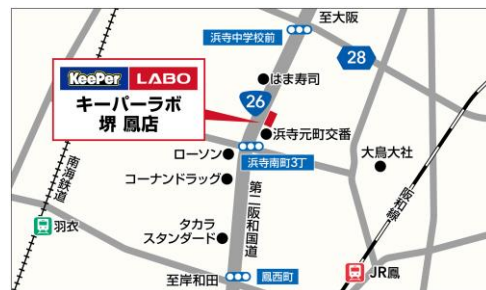 至大阪
浜寺中学校前
28
はま寿司
KeePer LABO
キーパーラボ
堺 鳳店
26
浜寺元町交番
ローソン
浜寺南町3丁
大鳥大社
コーナンドラッグ
南海鉄道
阪和線
第二阪和国道
羽衣
タカラ
スタンダード
至岸和田
鳳西町
JR鳳